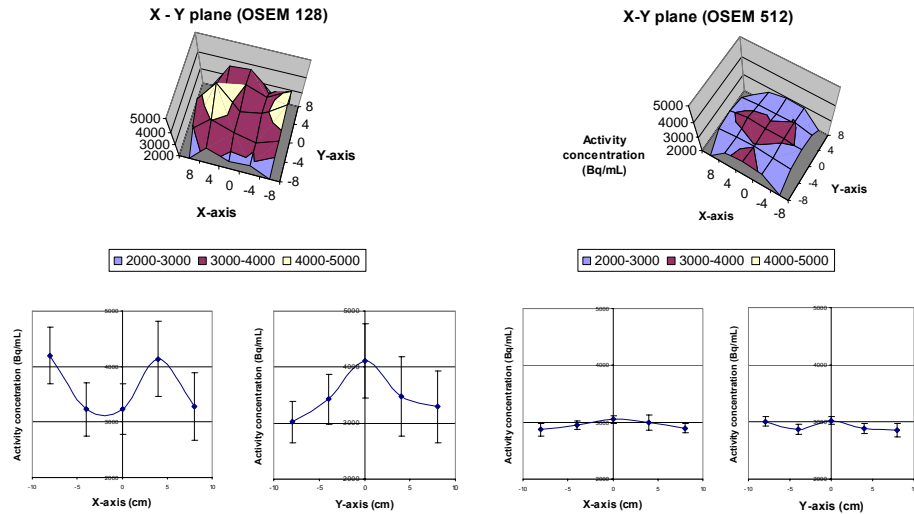 X - Y plane (OSEM 128)
5000
4000
3000
2000
8 4 0 -4 -8
8
4
0
-4
-8
Y-axis
X-axis
2000-3000 3000-4000 4000-5000
X-Y plane (OSEM 512)
Activity
concentration
(Bq/mL)
5000
4000
3000
2000
8 4 0 -4 -8
8
4
0
-4
-8
Y-axis
X-axis
2000-3000 3000-4000 4000-5000
Activity concetration (Bq/mL)
5000
4000
3000
2000
-10 -5 0 5 10
X-axis (cm)
Activity concentration (Bq/mL)
5000
4000
3000
2000
-10 -5 0 5 10
Y-axis (cm)
Activity concentration (Bq/mL)
5000
4000
3000
2000
-10 -5 0 5 10
X-axis (cm)
Activity concentration (Bq/mL)
5000
4000
3000
2000
-10 -5 0 5 10
Y-axis (cm)